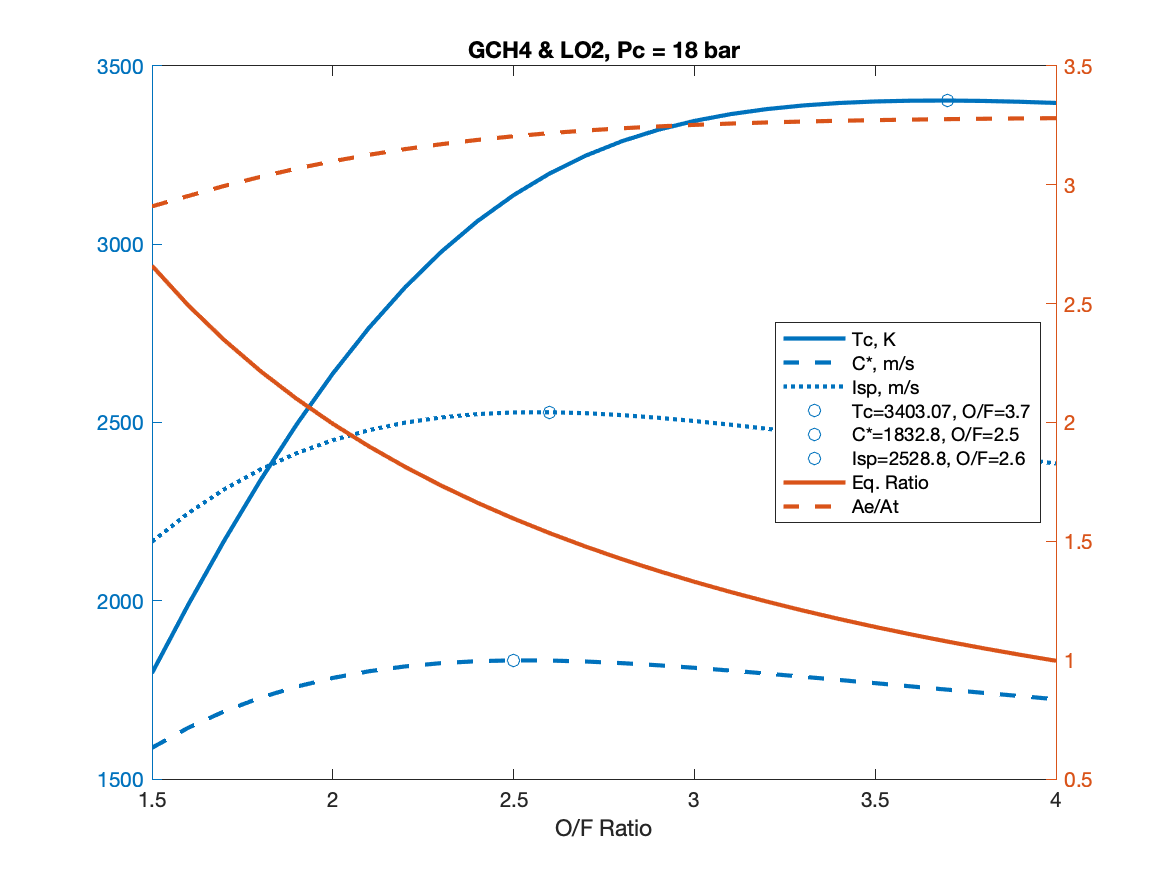 GCH4 & LO2, Pc = 18 bar
3500
3000
2500
2000
1500
3.5
3
2.5
2
1.5
1
0.5
Tc, K
C*, m/s
Isp, m/s
Tc=3403.07, O/F=3.7
C*=1832.8, O/F=2.5
Isp=2528.8, O/F=2.6
Eq. Ratio
Ae/At
1.5 2 2.5 3 3.5 4
O/F Ratio